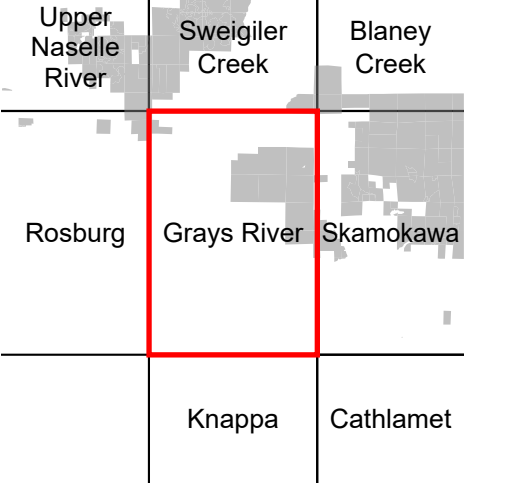 Upper
Naselle
River
Sweigiler
Creek
Blaney
Creek
Rosburg
Grays River
Skamokawa
Knappa
Cathlamet